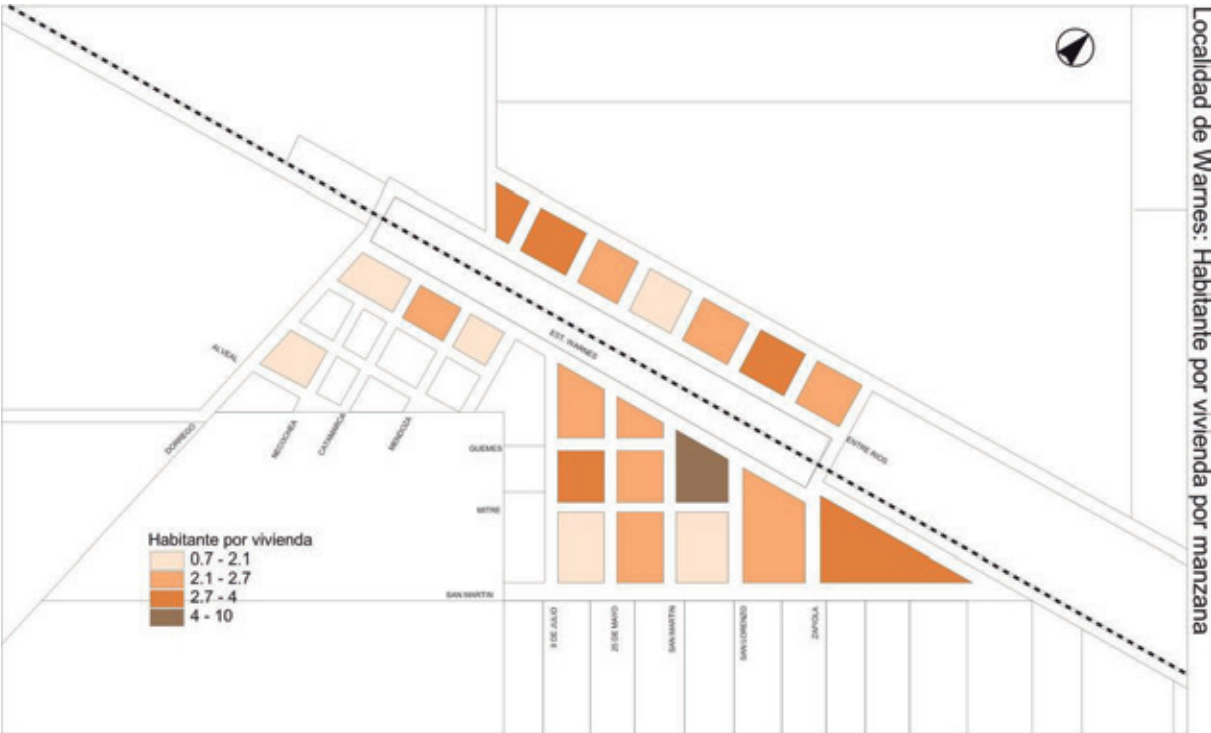 Localidad de Warnes: Habitante por vivienda por manzana
EST. WARNES
ALVEAL
DORREGO
NECOCHEA
CATAMARCA
MENDOZA
GUEMES
ENTRE RIOS
MITRE
Habitante por vivienda
0.7 - 2.1
2.1 - 2.7
2.7 - 4
4 - 10
SAN MARTIN
9 DE JULIO
25 DE MAYO
SAN MARTIN
SAN LORENZO
ZAPIOLA